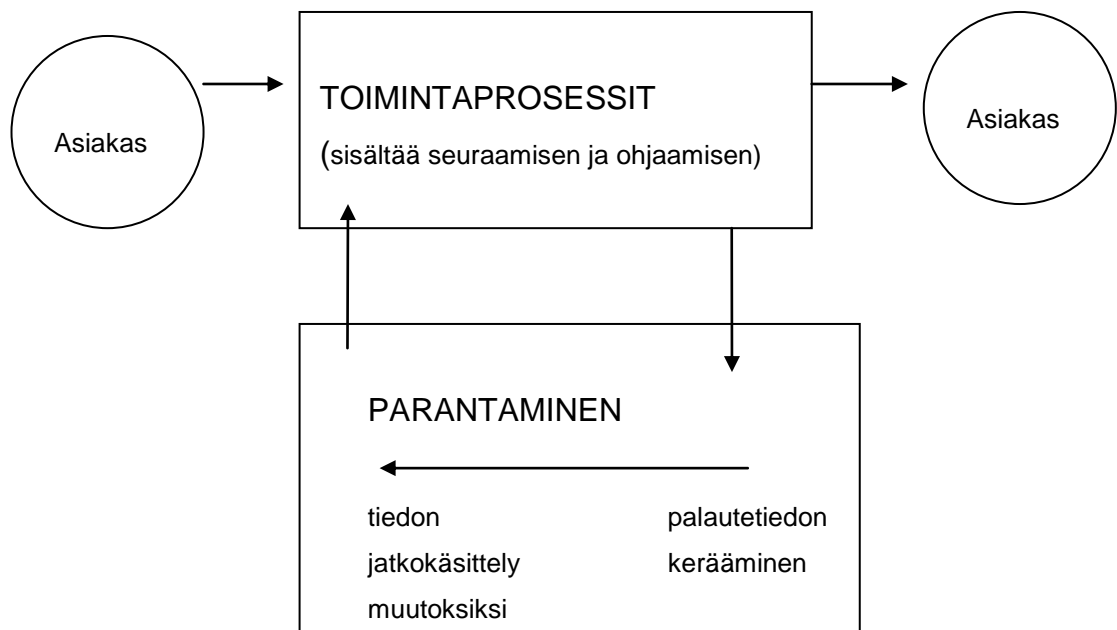 Asiakas
TOIMINTAPROSESSIT
(sisältää seuraamisen ja ohjaamisen)
Asiakas
PARANTAMINEN
tiedon
jatkokäsittely
muutoksiksi
palautetiedon
kerääminen